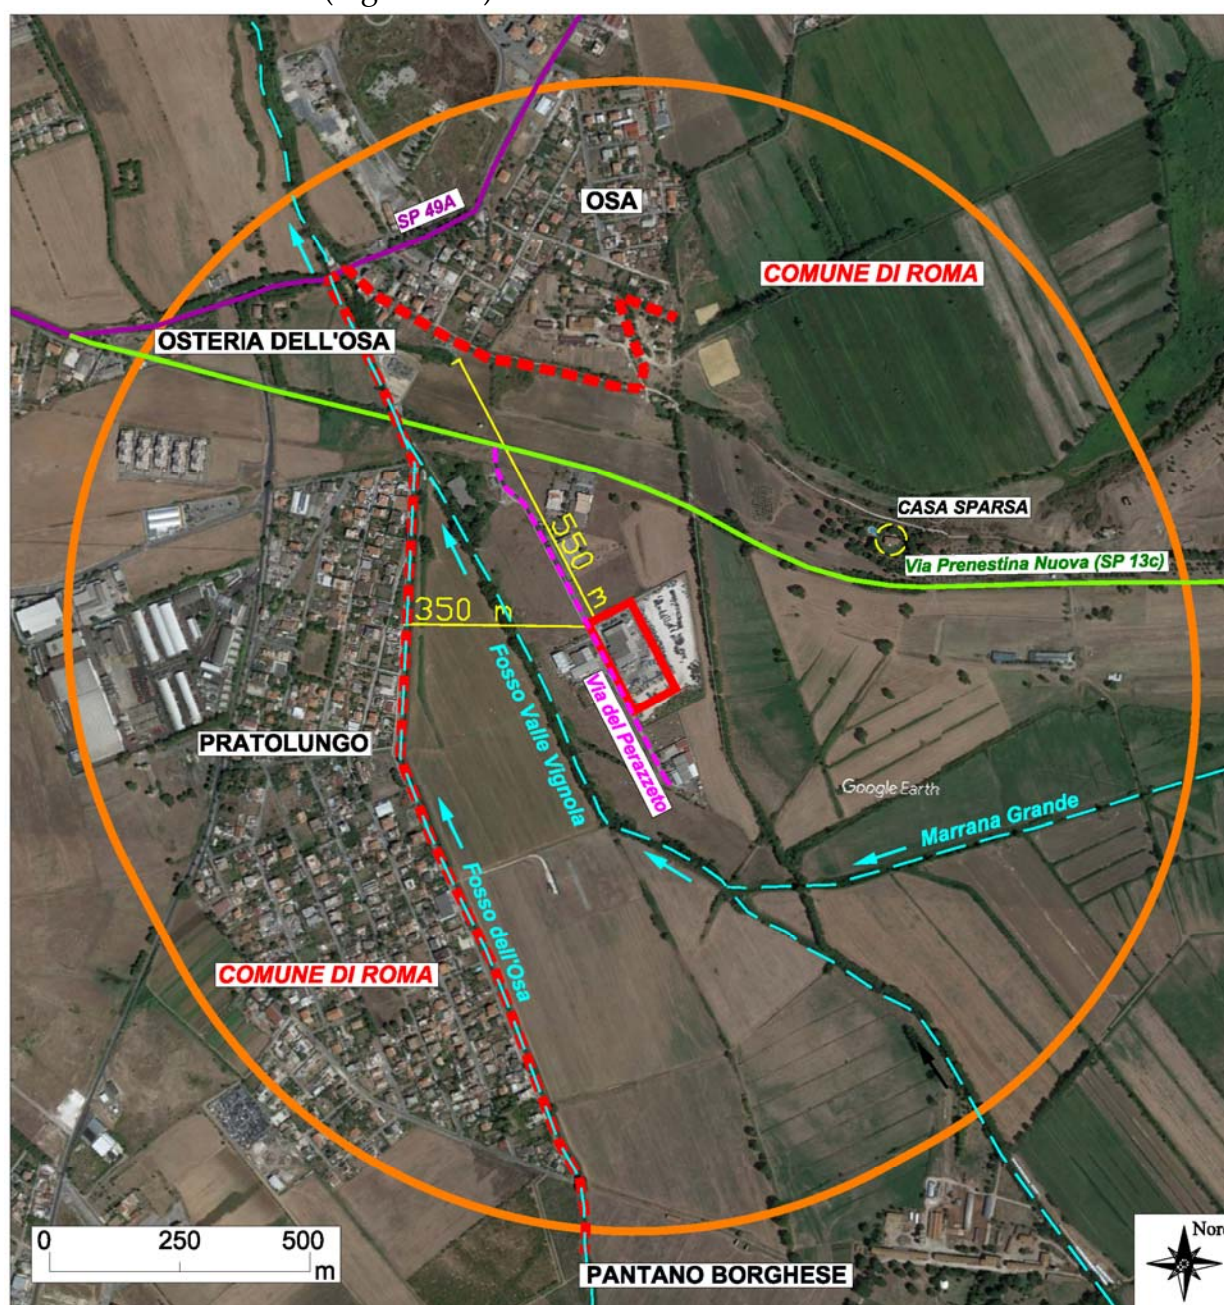 SP 49A
OSA
COMUNE DI ROMA
OSTERIA DELL'OSA
CASA SPARSA
Via Prenestina Nuova (SP 13c)
550 m
350 m
Via del Perazzeto
Fosso Valle Vignola
PRATOLUNGO
Google Earth
Marrana Grande
Fosso dell'Osa
COMUNE DI ROMA
0 250 500
m
PANTANO BORGHESE
Nord